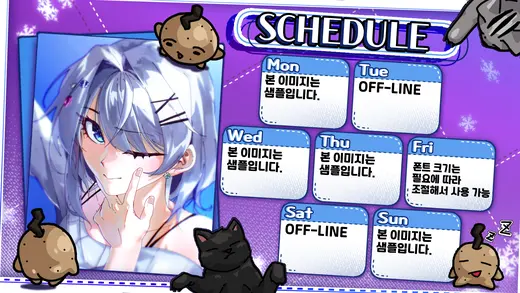 SCHEDULE
Mon
본 이미지는
샘플입니다.
Tue
OFF-LINE
Wed
본 이미지는
샘플입니다.
Thu
본 이미지는
샘플입니다.
Fri
폰트 크기는
필요에 따라
조절해서 사용 가능
Sat
OFF-LINE
Sun
본 이미지는
샘플입니다.
z
Z